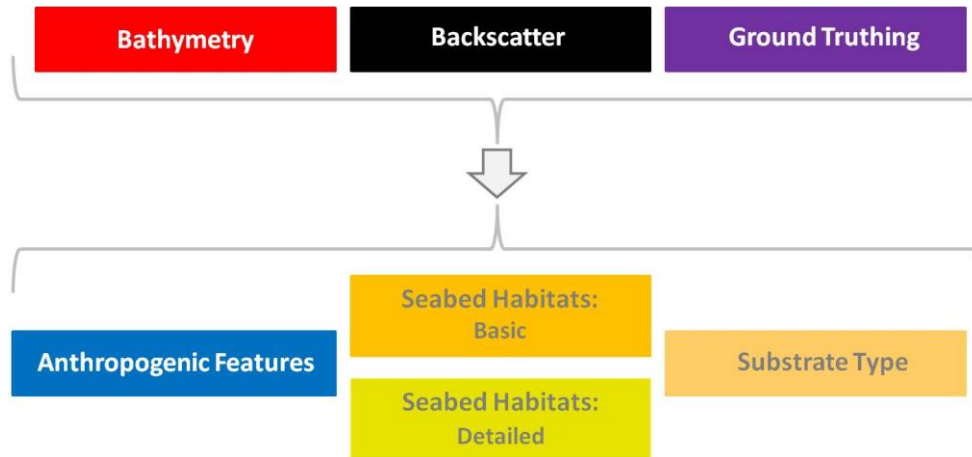 Bathymetry
Backscatter
Ground Truthing
Seabed Habitats:
Basic
Anthropogenic Features
Substrate Type
Seabed Habitats:
Detailed